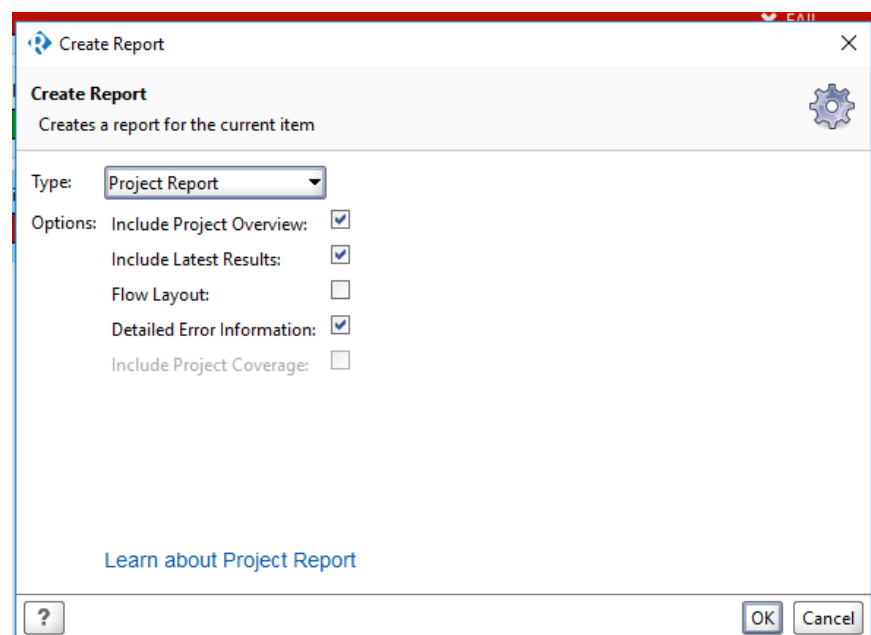 FAIL
Create Report
Create Report
Creates a report for the current item
Type: Project Report
Options: Include Project Overview:
Include Latest Results:
Flow Layout:
Detailed Error Information:
Include Project Coverage:
Learn about Project Report
? OK Cancel